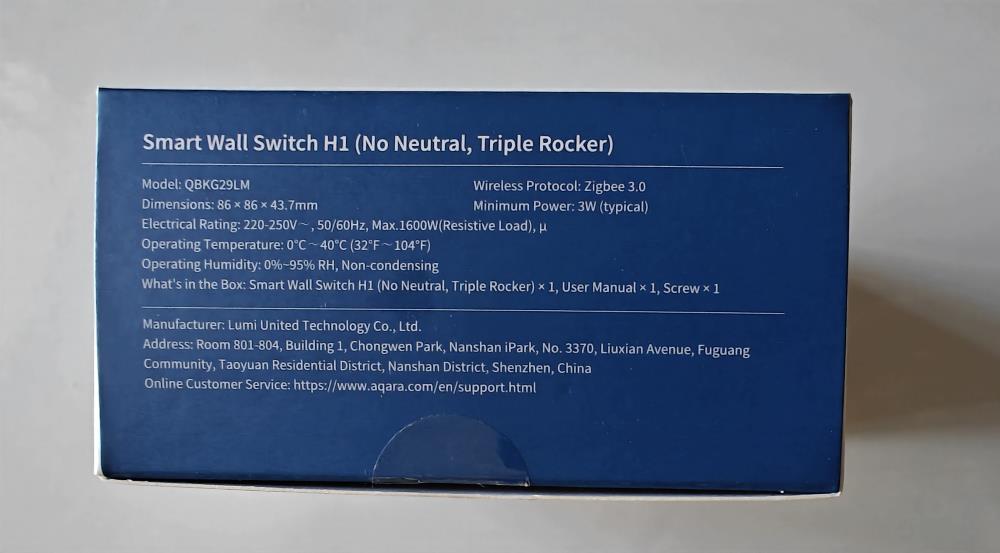 Smart Wall Switch H1 (No Neutral, Triple Rocker)
Model: QBKG29LM
Wireless Protocol: Zigbee 3.0
Dimensions: 86 × 86 × 43.7mm
Minimum Power: 3W (typical)
Electrical Rating: 220-250V～, 50/60Hz, Max.1600W(Resistive Load), µ
Operating Temperature: 0°C～40°C (32°F～104°F)
Operating Humidity: 0%~95% RH, Non-condensing
What's in the Box: Smart Wall Switch H1 (No Neutral, Triple Rocker) × 1, User Manual × 1, Screw × 1
Manufacturer: Lumi United Technology Co., Ltd.
Address: Room 801-804, Building 1, Chongwen Park, Nanshan iPark, No. 3370, Liuxian Avenue, Fuguang
Community, Taoyuan Residential District, Nanshan District, Shenzhen, China
Online Customer Service: https://www.aqara.com/en/support.html